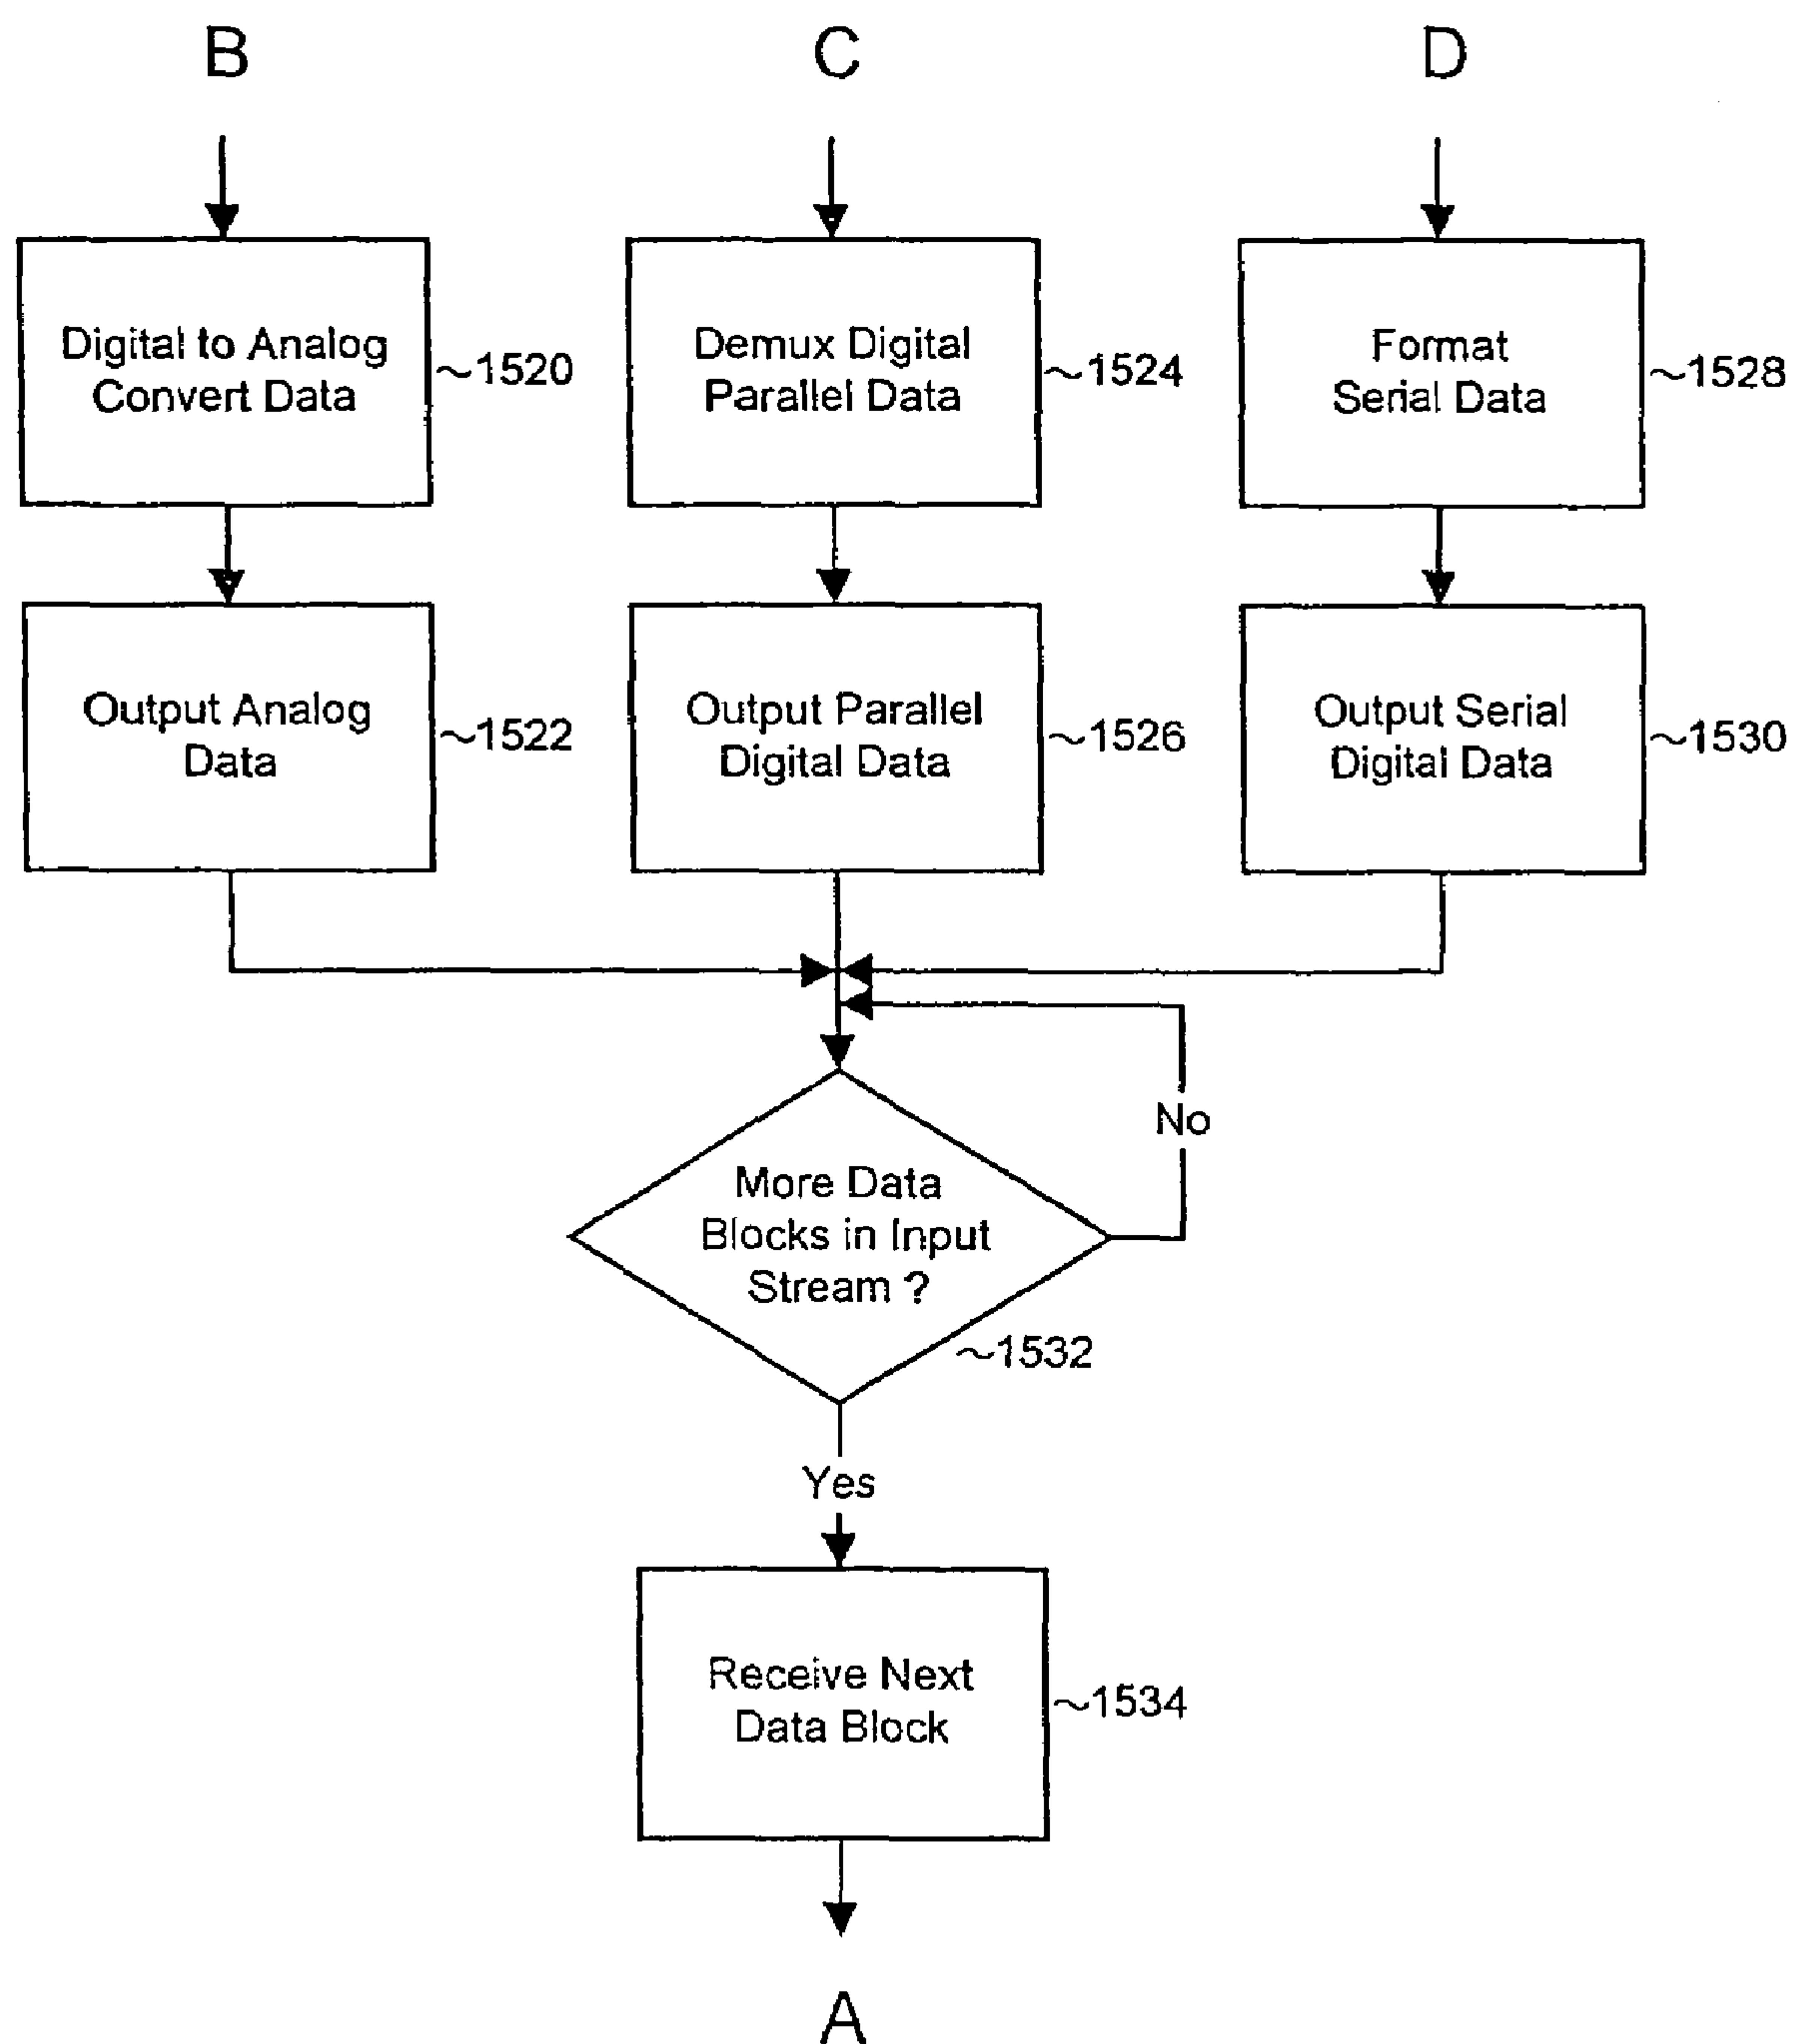 B
C
D
Digital to Analog
Convert Data
~1520
Demux Digital
Parallel Data
~1524
Format
Serial Data
~1528
Output Analog
Data
~1522
Output Parallel
Digital Data
~1526
Output Serial
Digital Data
~1530
No
More Data
Blocks in Input
Stream ?
~1532
Yes
Receive Next
Data Block
~1534
A